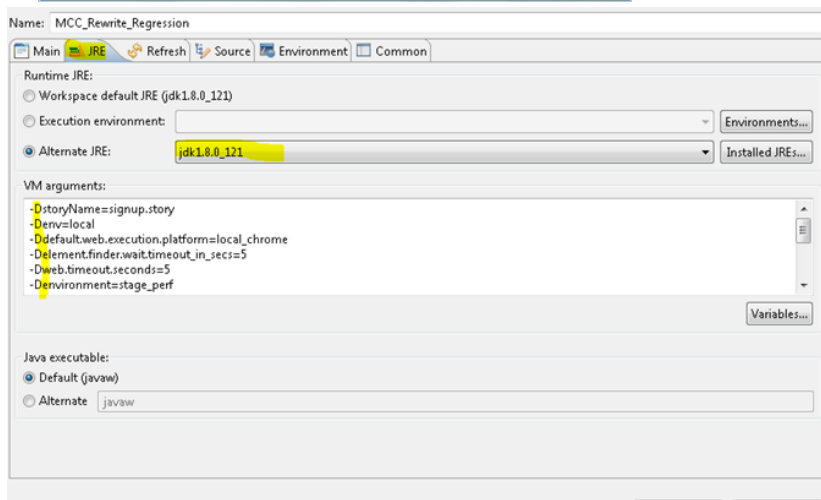 Name: MCC_Rewrite_Regression
Main JRE Refresh Source Environment Common
Runtime JRE:
Workspace default JRE (jdk1.8.0_121)
Execution environment: Environments...
Alternate JRE: jdk1.8.0_121 Installed JREs...
VM arguments:
-DstoryName=signup.story
-Denv=local
-Ddefault.web.execution.platform=local_chrome
-Delement.finder.wait.timeout_in_secs=5
-Dweb.timeout.seconds=5
-Denvironment=stage_perf
Variables...
Java executable:
Default (javaw)
Alternate javaw